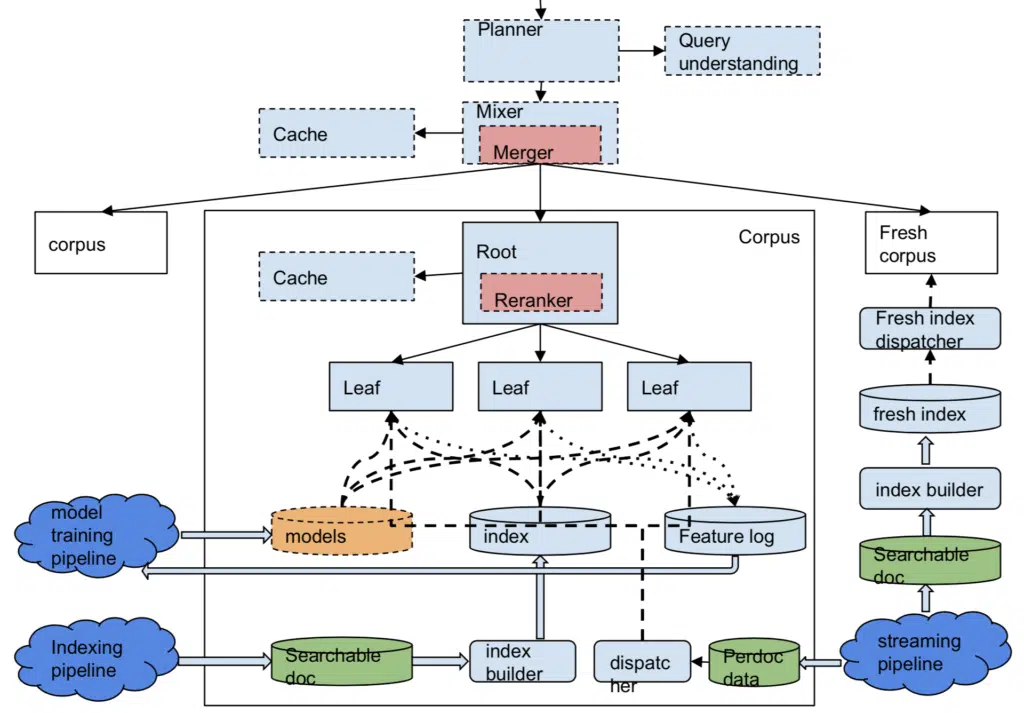 Planner
Query
understanding
Mixer
Cache
Merger
corpus
Corpus
Fresh
corpus
Root
Cache
Reranker
Fresh index
dispatcher
Leaf
Leaf
Leaf
fresh index
index builder
model
training
pipeline
models
index
Feature log
Searchable
doc
Indexing
pipeline
Searchable
doc
index
builder
dispatc
her
Perdoc
data
streaming
pipeline